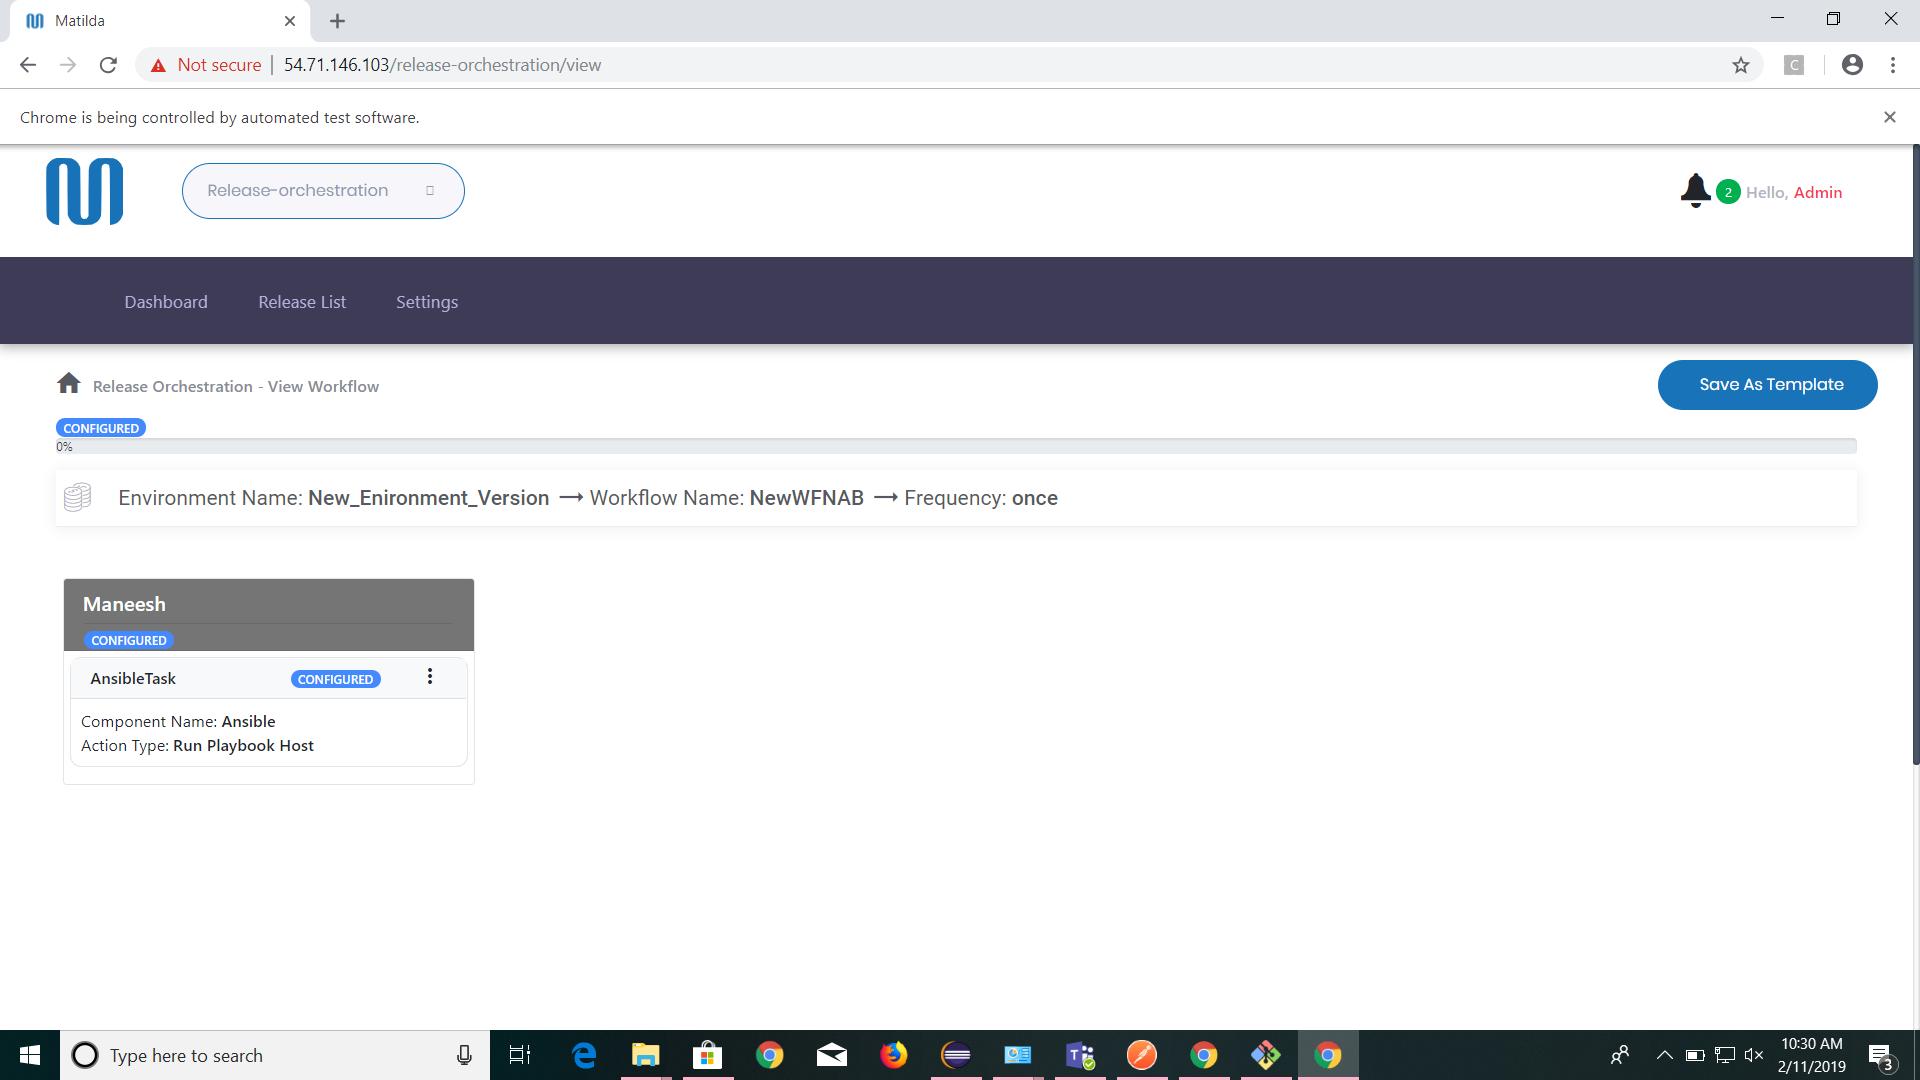 Matilda
Not secure | 54.71.146.103/release-orchestration/view
C
Chrome is being controlled by automated test software.
Release-orchestration
2 Hello, Admin
Dashboard Release List Settings
Release Orchestration - View Workflow
Save As Template
CONFIGURED
0%
Environment Name: New_Enironment_Version → Workflow Name: NewWFNAB → Frequency: once
Maneesh
CONFIGURED
AnsibleTask CONFIGURED
Component Name: Ansible
Action Type: Run Playbook Host
Type here to search
10:30 AM
2/11/2019
3